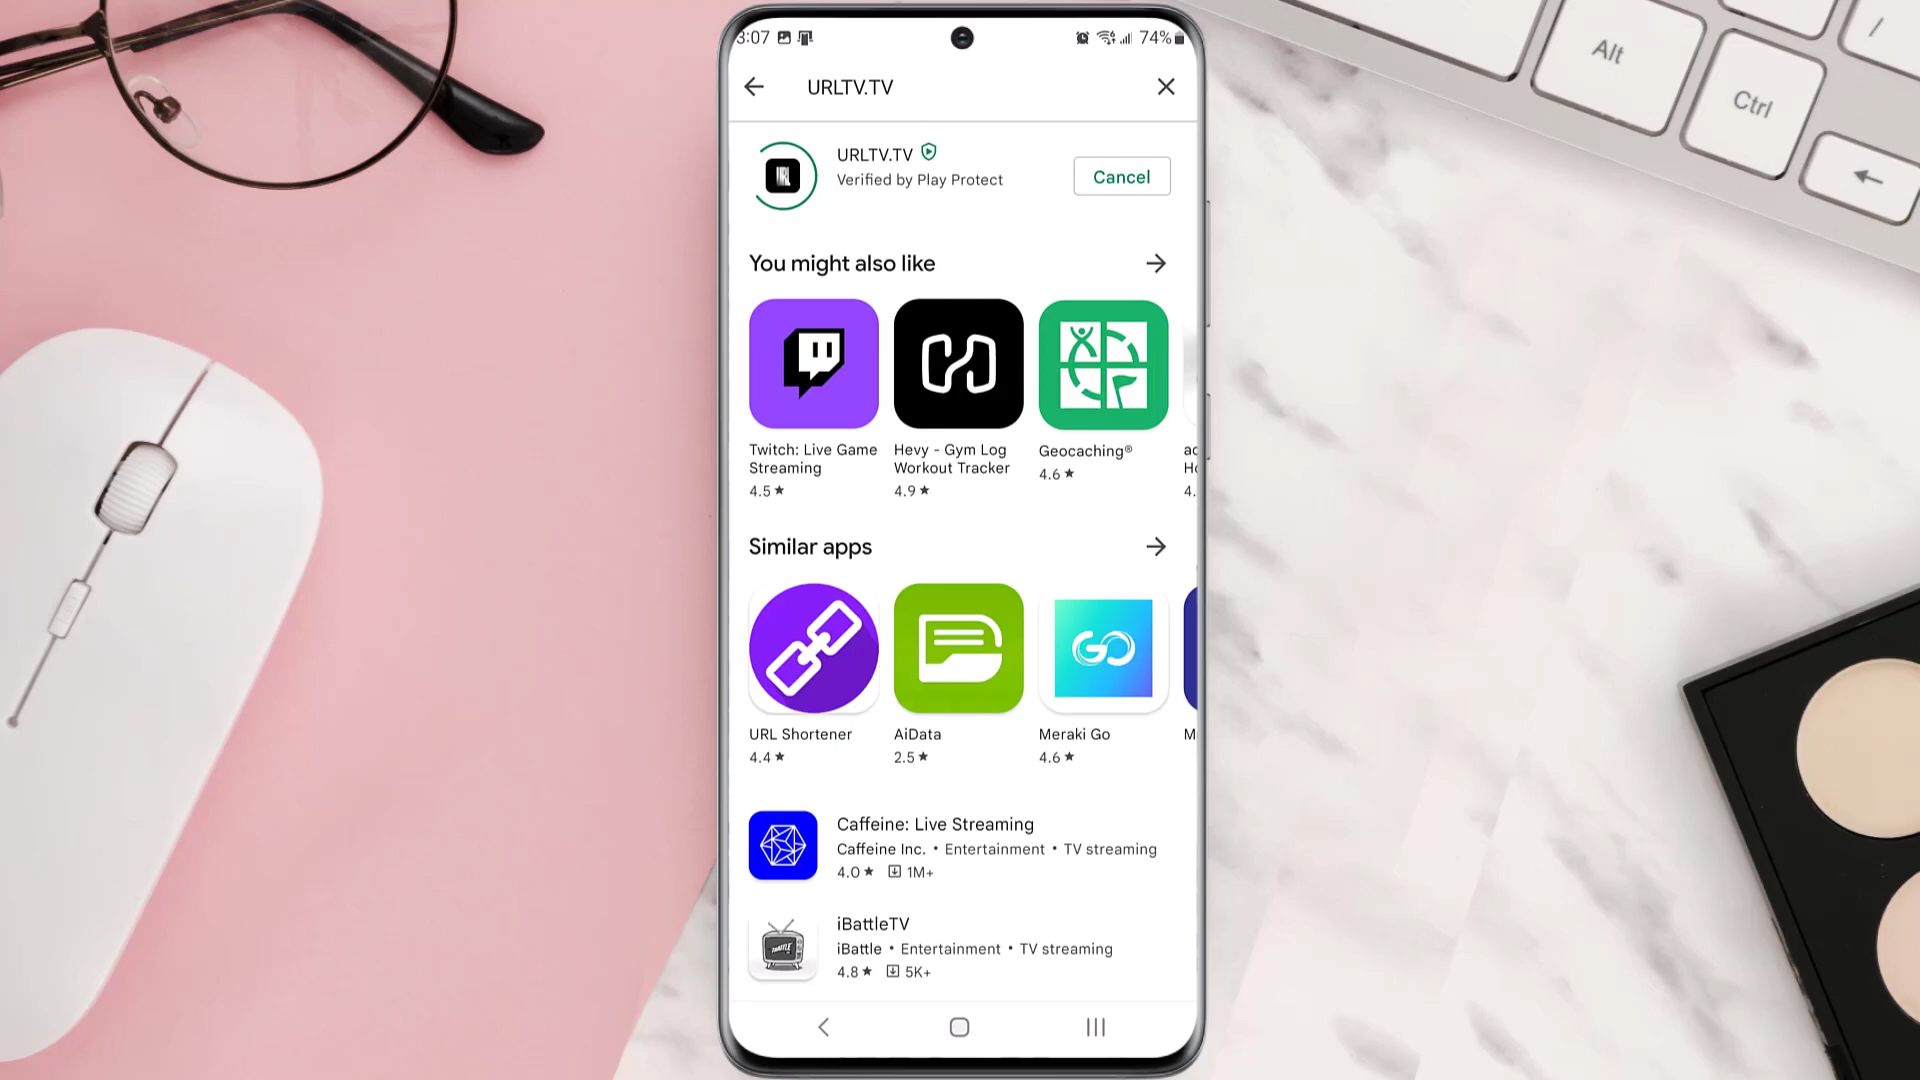 3:07
74%
URLTV.TV
URLTV.TV
Verified by Play Protect
Cancel
You might also like
Twitch: Live Game
Streaming
4.5★
Hevy - Gym Log
Workout Tracker
4.9★
Geocaching®
4.6★
4.
Similar apps
URL Shortener
4.4★
AiData
2.5★
Meraki Go
4.6★
M
GO
Caffeine: Live Streaming
Caffeine Inc. • Entertainment • TV streaming
4.0★ 1M+
iBattleTV
iBattle • Entertainment • TV streaming
4.8★ 5K+
Alt
Ctrl
/
←
URL